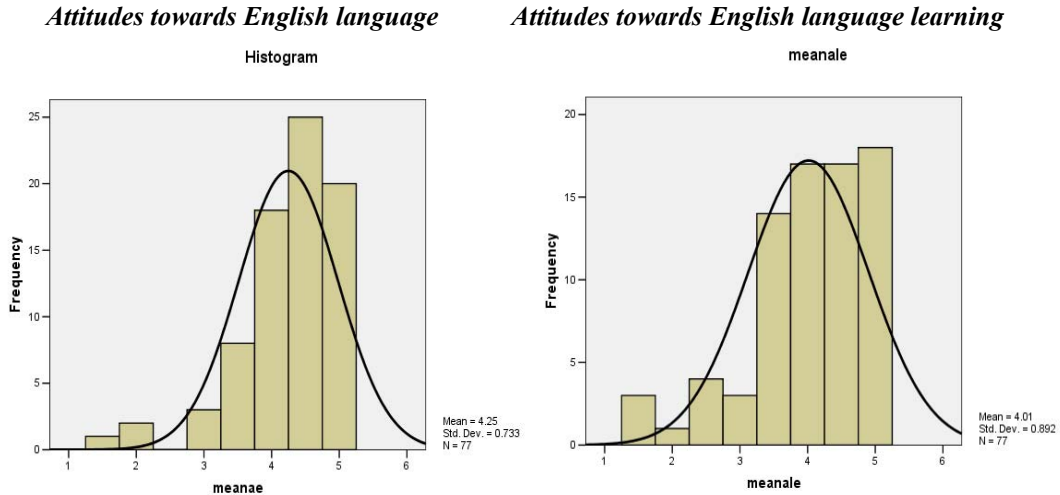 Attitudes towards English language
Histogram
25
20
15
10
5
0
Frequency
1 2 3 4 5 6
meanae
Mean = 4.25
Std. Dev. = 0.733
N = 77
Attitudes towards English language learning
meanale
20
15
10
5
0
Frequency
1 2 3 4 5 6
meanale
Mean = 4.01
Std. Dev. = 0.892
N = 77